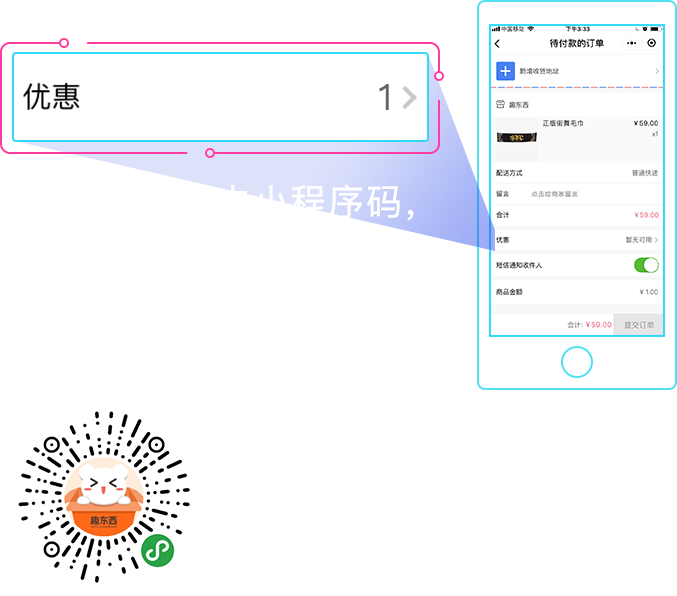 优惠
1
小程序码，
中国移动
下午3:33
待付款的订单
新增收货地址
趣东西
正版街舞毛巾
￥59.00
x1
配送方式
普通快递
留言
点击给商家留言
合计
￥59.00
优惠
暂无可用
短信通知收件人
商品金额
￥1.00
合计:￥59.00
提交订单
趣东西